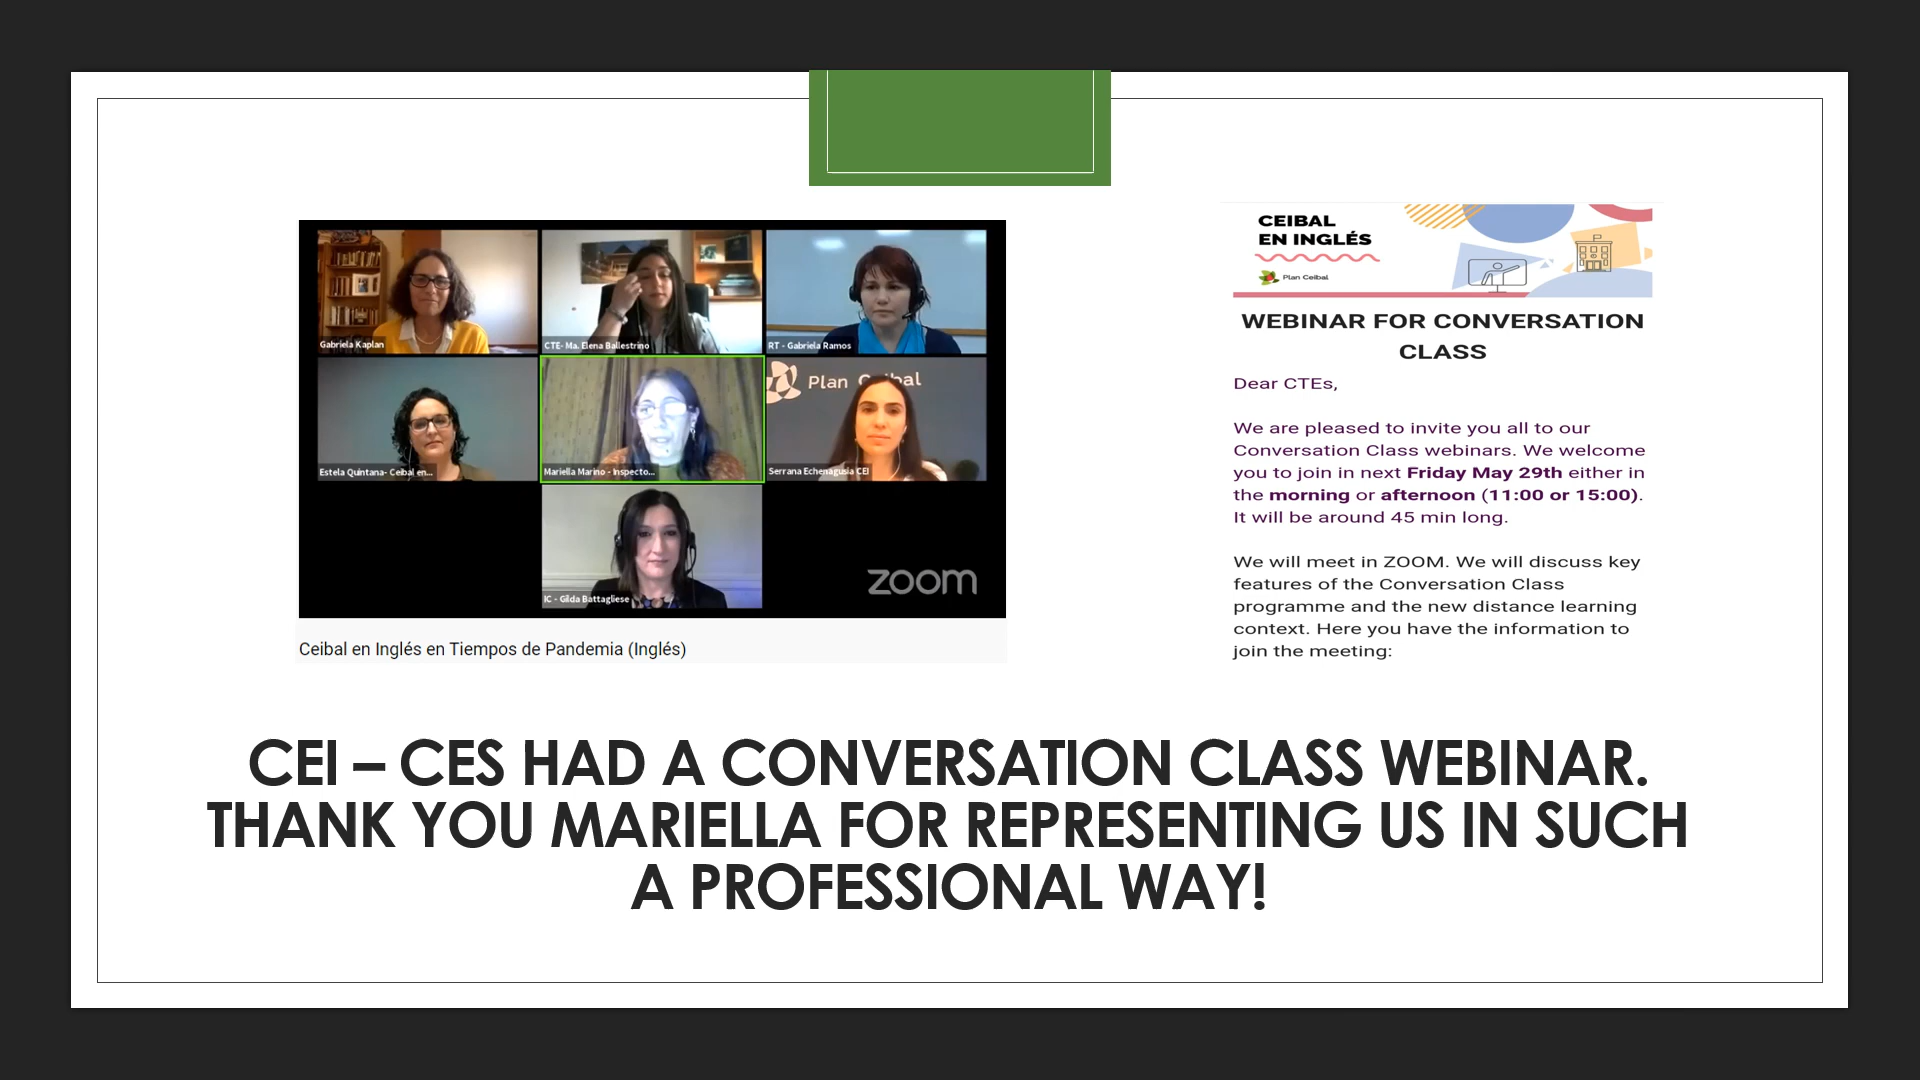 Gabriela Kaplan
CTE- Ma. Elena Ballestrino
RT - Gabriela Ramos
Estela Quintana- Ceibal en...
Mariella Marino - Inspecto...
Plan Ceibal
Serrana Echenagusia CEI
IC - Gilda Battagliese
zoom
Ceibal en Inglés en Tiempos de Pandemia (Inglés)
CEIBAL
EN INGLÉS
Plan Ceibal
WEBINAR FOR CONVERSATION
CLASS
Dear CTEs,
We are pleased to invite you all to our
Conversation Class webinars. We welcome
you to join in next Friday May 29th either in
the morning or afternoon (11:00 or 15:00).
It will be around 45 min long.
We will meet in ZOOM. We will discuss key
features of the Conversation Class
programme and the new distance learning
context. Here you have the information to
join the meeting:
CEI – CES HAD A CONVERSATION CLASS WEBINAR.
THANK YOU MARIELLA FOR REPRESENTING US IN SUCH
A PROFESSIONAL WAY!